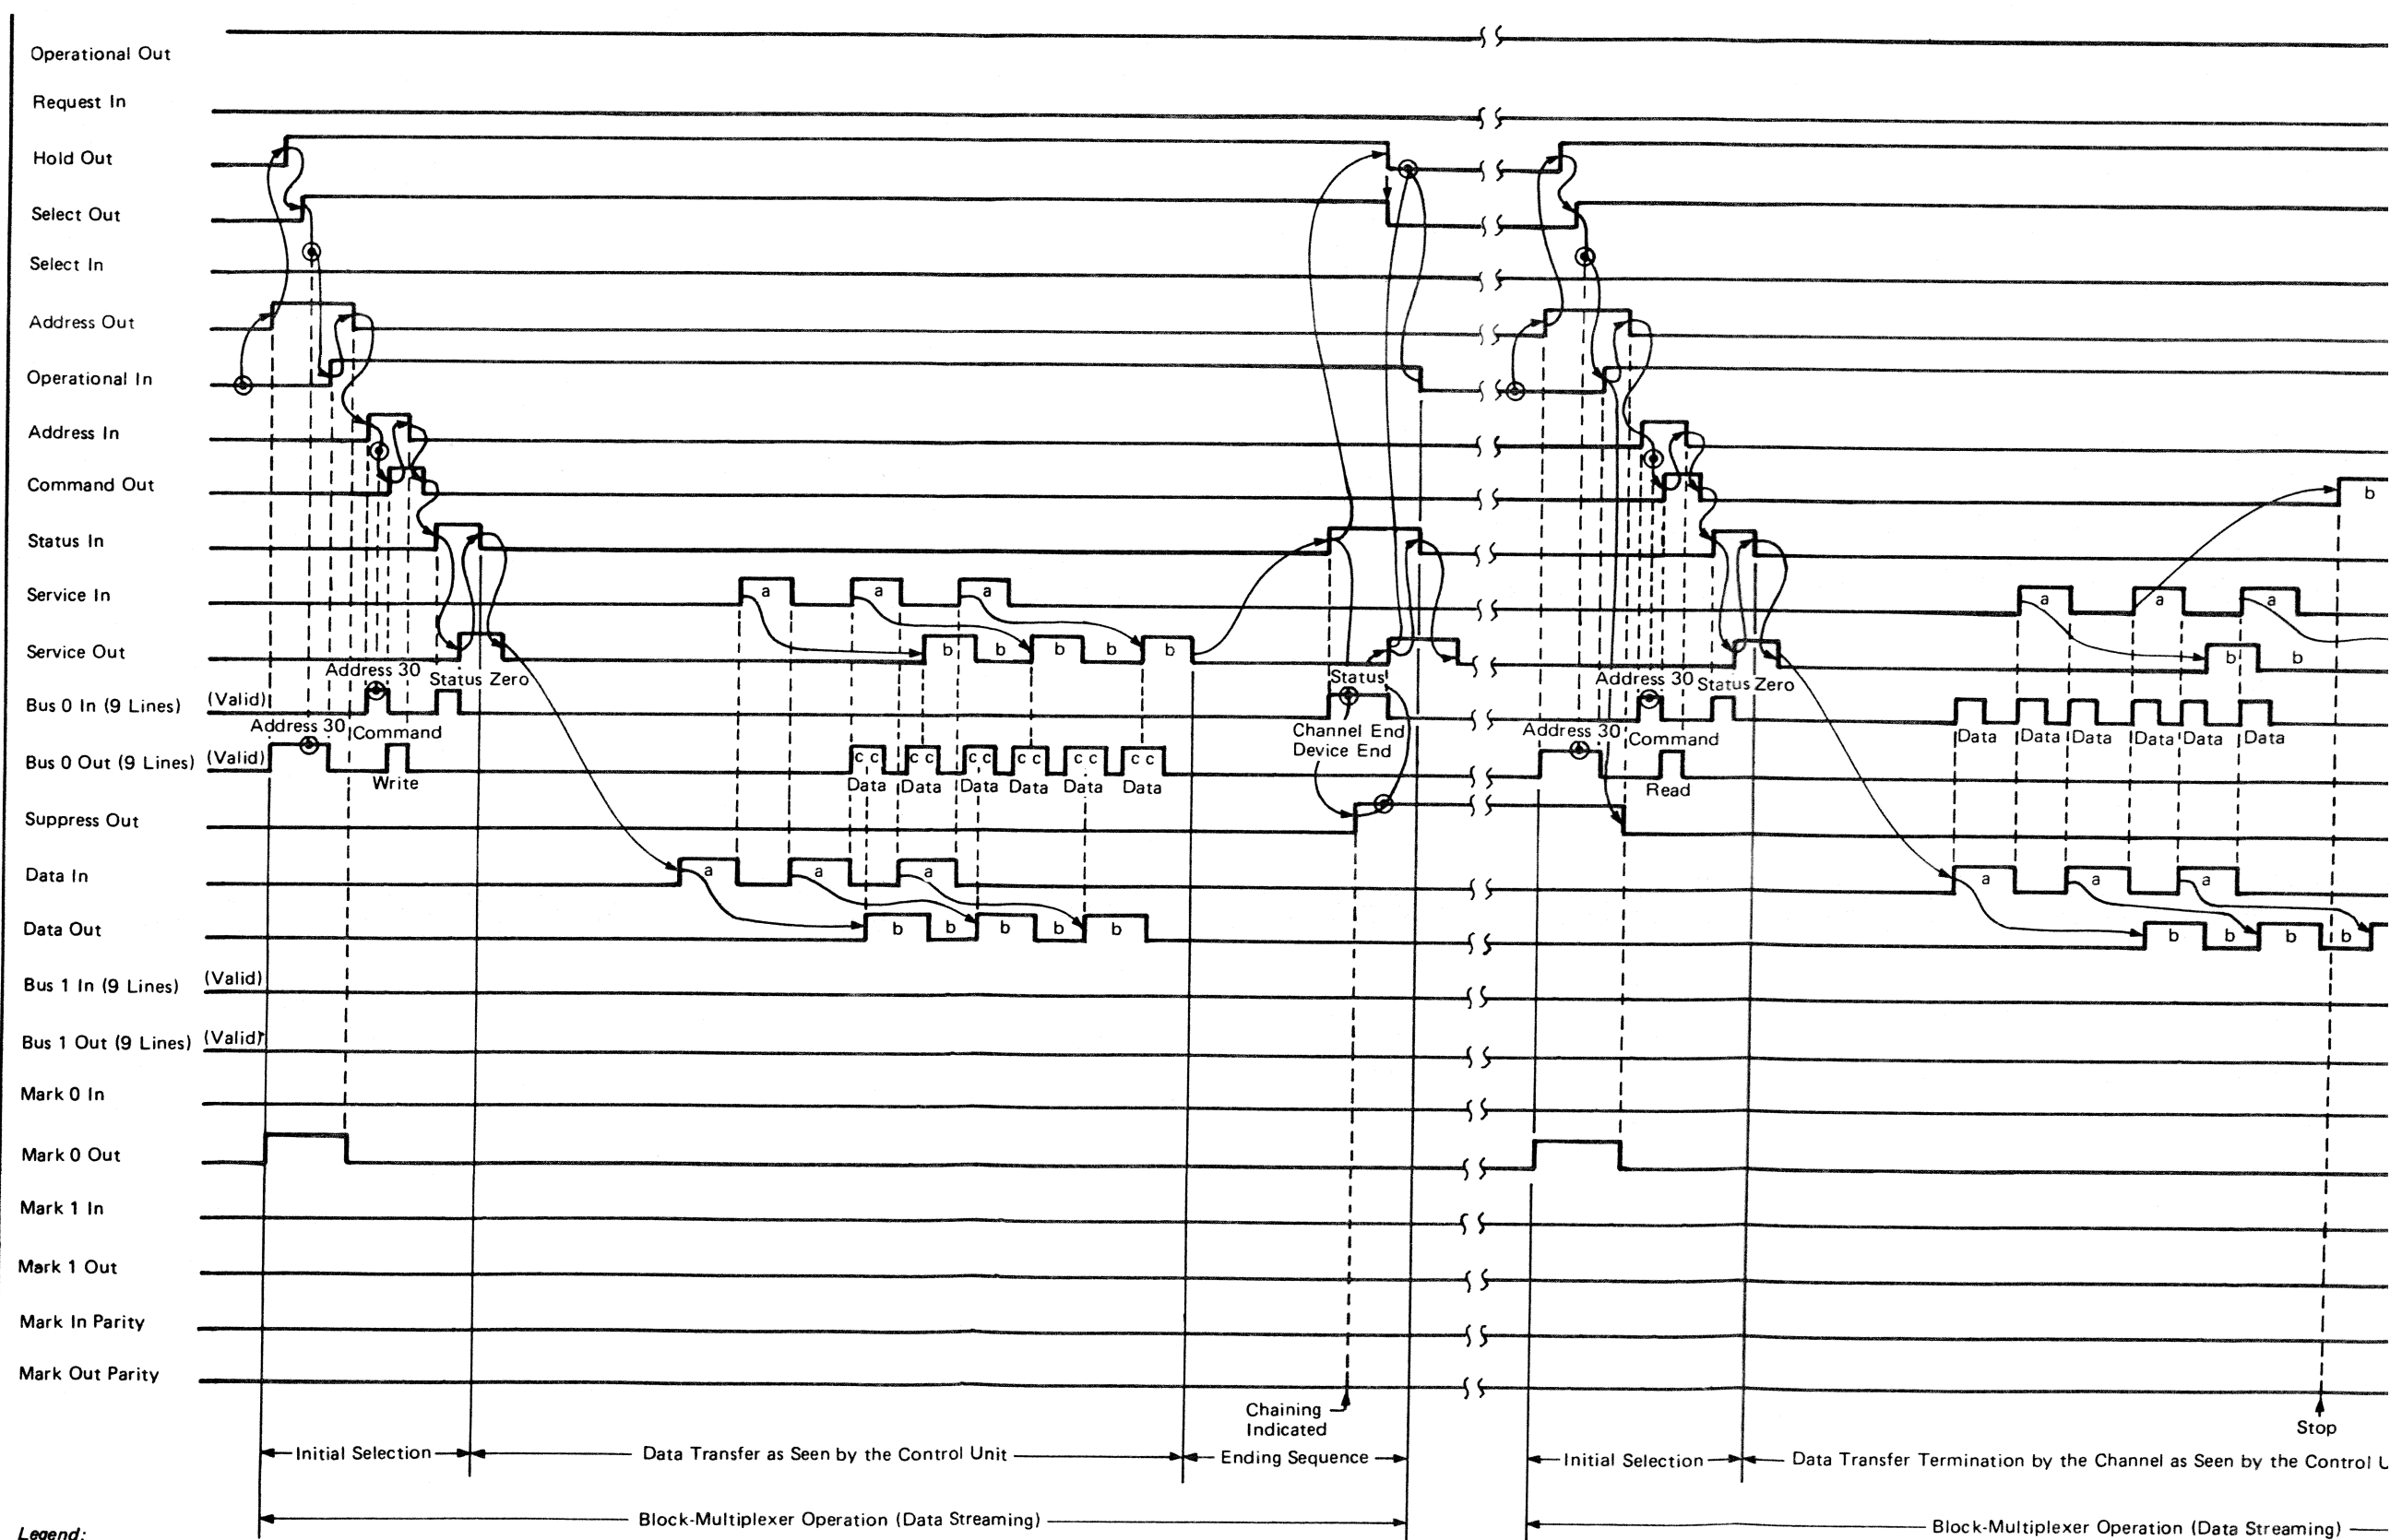 Operational Out
Request In
Hold Out
Select Out
Select In
Address Out
Operational In
Address In
Command Out
Status In
Service In a a a a a a
Service Out b b b b b b b
b
Address 30 Status Zero Status Address 30 Status Zero
Bus 0 In (9 Lines) (Valid)
Address 30 Command Channel End Address 30 Command Data Data Data Data Data Data
Device End
Bus 0 Out (9 Lines) (Valid) c c c c c c c c c c c c
Write Data Data Data Data Data Data Read
Suppress Out
Data In a a a a a a
Data Out b b b b b b b b b
Bus 1 In (9 Lines) (Valid)
Bus 1 Out (9 Lines) (Valid)
Mark 0 In
Mark 0 Out
Mark 1 In
Mark 1 Out
Mark In Parity
Mark Out Parity
Chaining
Indicated
Stop
Initial Selection Data Transfer as Seen by the Control Unit Ending Sequence Initial Selection Data Transfer Termination by the Channel as Seen by the Control U
Block-Multiplexer Operation (Data Streaming) Block-Multiplexer Operation (Data Streaming)
Legend: